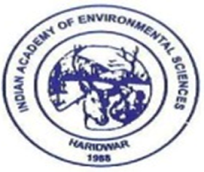 INDIAN ACADEMY OF ENVIRONMENTAL SCIENCES
HARIDWAR
1988